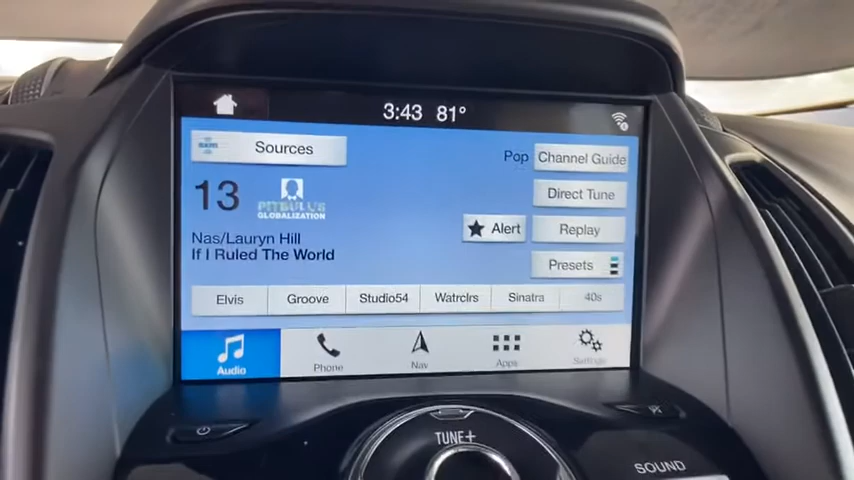 3:43 81°
Sources
Pop
Channel Guide
13
PITBULL'S
GLOBALIZATION
Direct Tune
Alert
Replay
Nas/Lauryn Hill
If I Ruled The World
Presets
Elvis
Groove
Studio54
Watrclrs
Sinatra
40s
Audio
Phone
Nav
Apps
Settings
TUNE+
SOUND